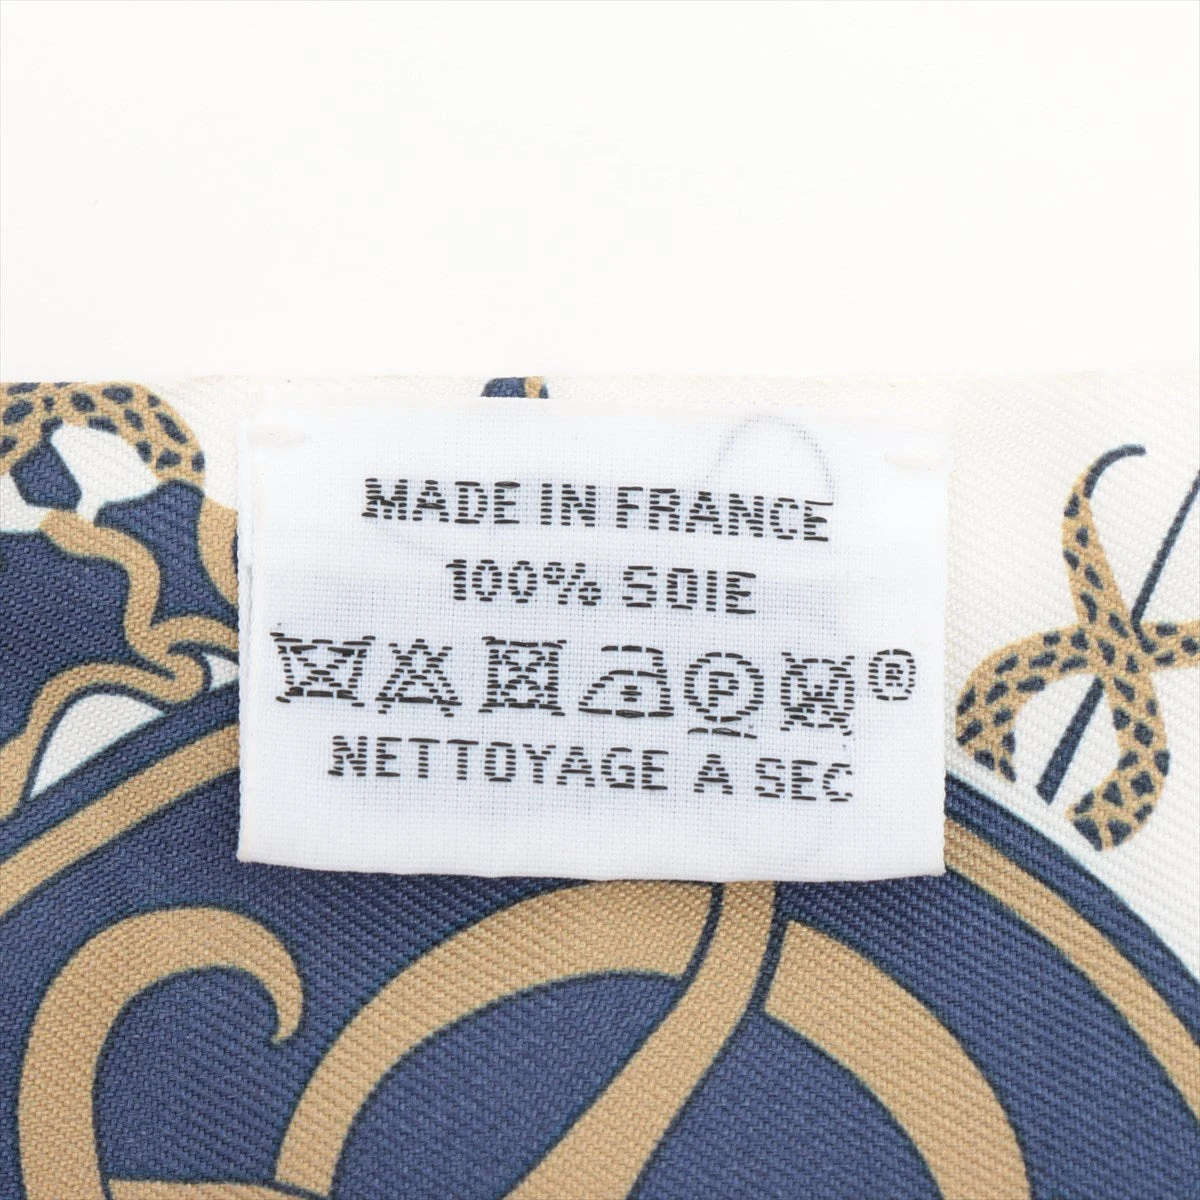 MADE IN FRANCE
100% SOIE
P W ®
NETTOYAGE A SEC